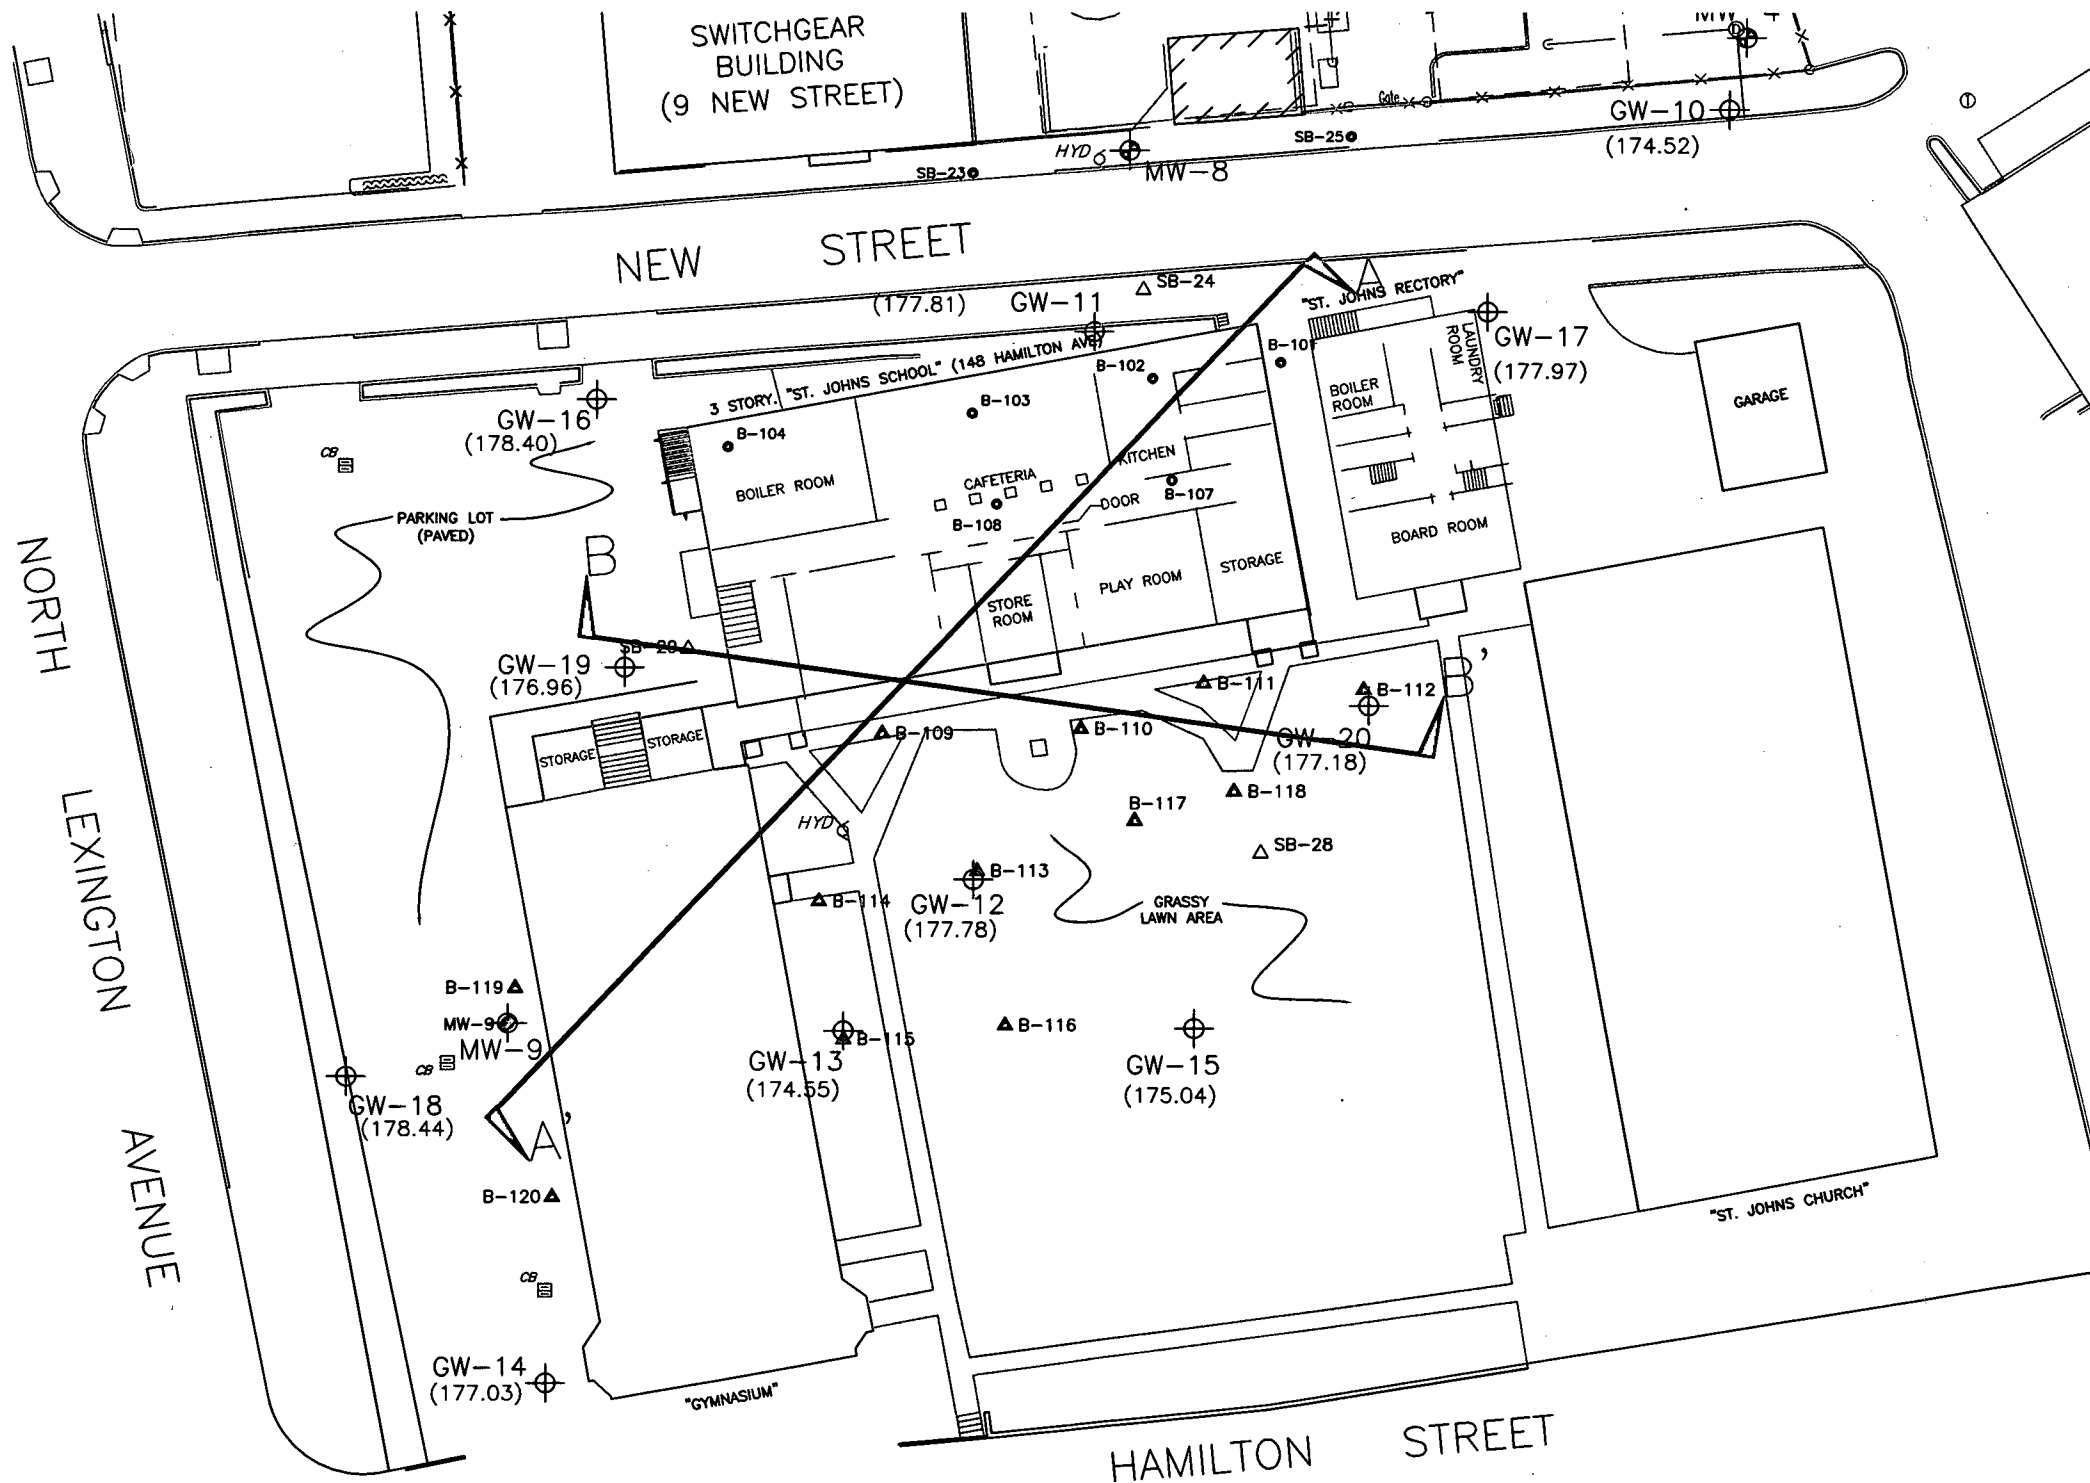 SWITCHGEAR
BUILDING
(9 NEW STREET)
MW-4
GW-10
(174.52)
Gate
SB-25
HYD
MW-8
SB-23
NEW STREET
SB-24
A
(177.81) GW-11
"ST. JOHNS RECTORY"
GW-17
(177.97)
LAUNDRY
ROOM
BOILER
ROOM
GARAGE
B-101
B-102
3 STORY. "ST. JOHNS SCHOOL" (148 HAMILTON AVE)
GW-16
(178.40)
B-103
B-104
CB
KITCHEN
CAFETERIA
BOILER ROOM
DOOR
B-107
B-108
PARKING LOT
(PAVED)
BOARD ROOM
B
STORAGE
PLAY ROOM
STORE
ROOM
NORTH LEXINGTON AVENUE
SB-29
GW-19
(176.96)
B'
B-111
B-112
B-109
B-110
GW-20
(177.18)
STORAGE
STORAGE
B-118
B-117
HYD
SB-28
B-113
B-114
GW-12
(177.78)
GRASSY
LAWN AREA
B-119
MW-9
MW-9
CB
B-116
B-115
GW-13
(174.55)
GW-15
(175.04)
GW-18
(178.44)
A'
B-120
"ST. JOHNS CHURCH"
CB
GW-14
(177.03)
"GYMNASIUM"
HAMILTON STREET